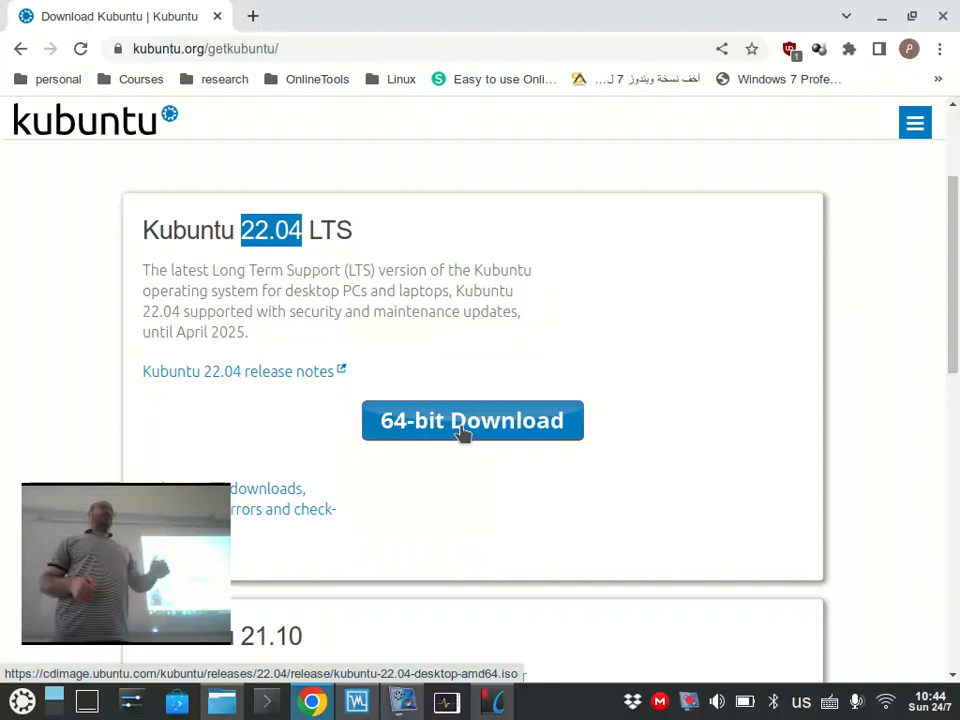 Download Kubuntu | Kubuntu
kubuntu.org/getkubuntu/
personal
Courses
research
OnlineTools
Linux
Easy to use Onli...
أخف نسخة ويندوز 7 ل...
Windows 7 Profe...
»
kubuntu
Kubuntu 22.04 LTS
The latest Long Term Support (LTS) version of the Kubuntu
operating system for desktop PCs and laptops, Kubuntu
22.04 supported with security and maintenance updates,
until April 2025.
Kubuntu 22.04 release notes
64-bit Download
downloads,
rrors and check-
21.10
https://cdimage.ubuntu.com/kubuntu/releases/22.04/release/kubuntu-22.04-desktop-amd64.iso
us
10:44
Sun 24/7